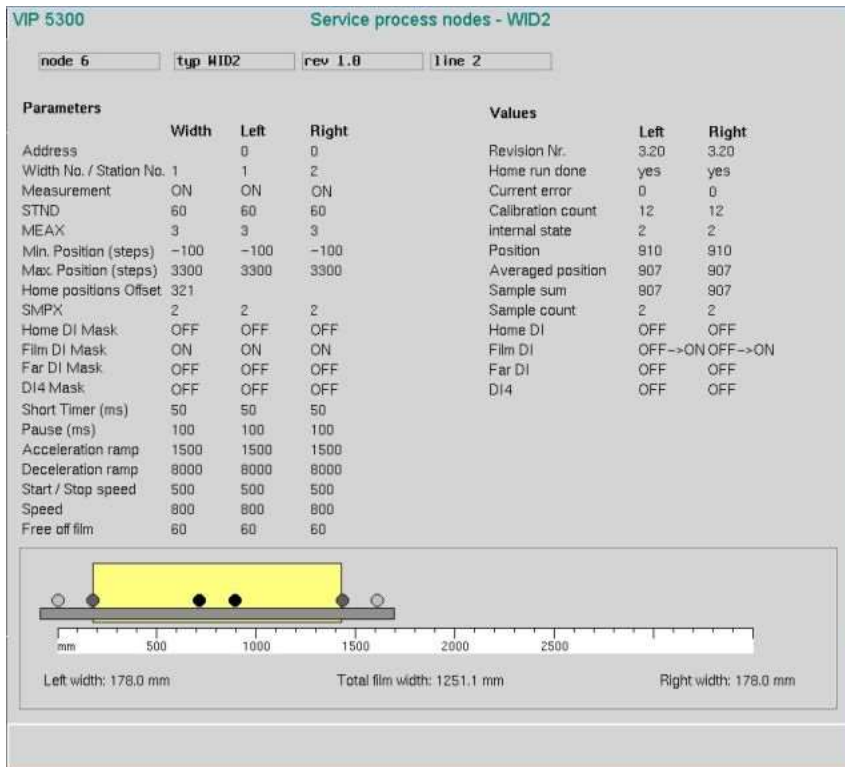 VIP 5300 Service process nodes - WID2
node 6 typ WID2 rev 1.0 line 2
Parameters Values
Width Left Right Left Right
Address 0 0 Revision Nr. 3.20 3.20
Width No. / Station No. 1 1 2 Home run done yes yes
Measurement ON ON ON Current error 0 0
STND 60 60 60 Calibration count 12 12
MEAX 3 3 3 internal state 2 2
Min. Position (steps) -100 -100 -100 Position 910 910
Max. Position (steps) 3300 3300 3300 Averaged position 907 907
Home positions Offset 321 Sample sum 907 907
SMPX 2 2 2 Sample count 2 2
Home DI Mask OFF OFF OFF Home DI OFF OFF
Film DI Mask ON ON ON Film DI OFF->ON OFF->ON
Far DI Mask OFF OFF OFF Far DI OFF OFF
DI4 Mask OFF OFF OFF DI4 OFF OFF
Short Timer (ms) 50 50 50
Pause (ms) 100 100 100
Acceleration ramp 1500 1500 1500
Deceleration ramp 8000 8000 8000
Start / Stop speed 500 500 500
Speed 800 800 800
Free off film 60 60 60
mm 500 1000 1500 2000 2500
Left width: 178.0 mm Total film width: 1251.1 mm Right width: 178.0 mm